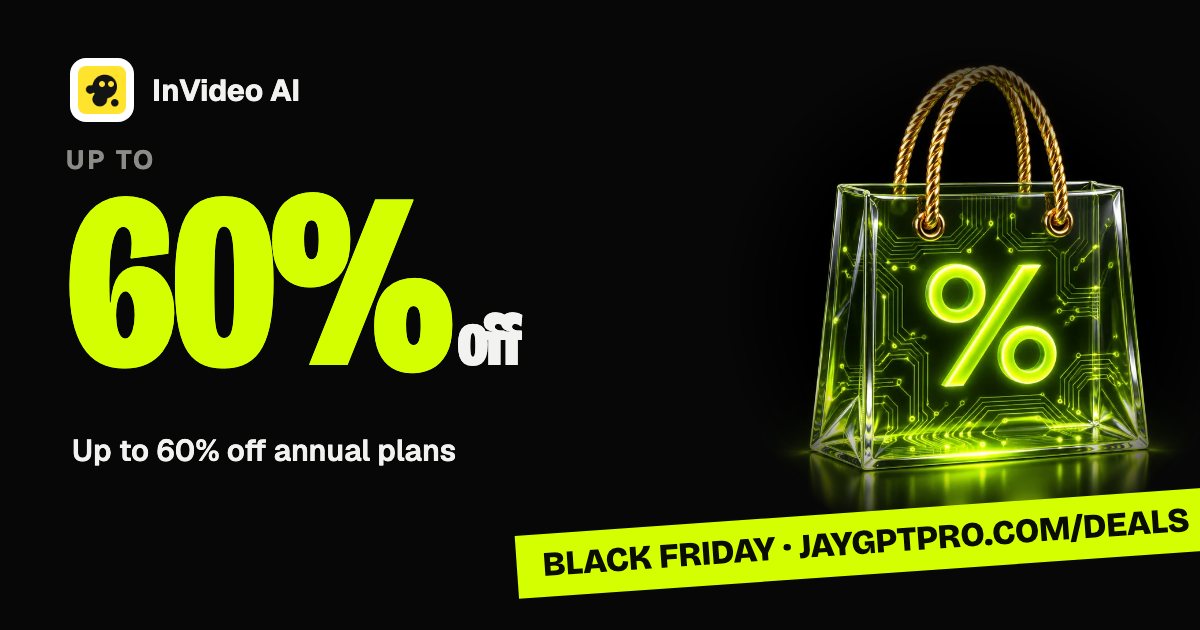 InVideo AI
UP TO
60% off
Up to 60% off annual plans
%
BLACK FRIDAY · JAYGPTPRO.COM/DEALS